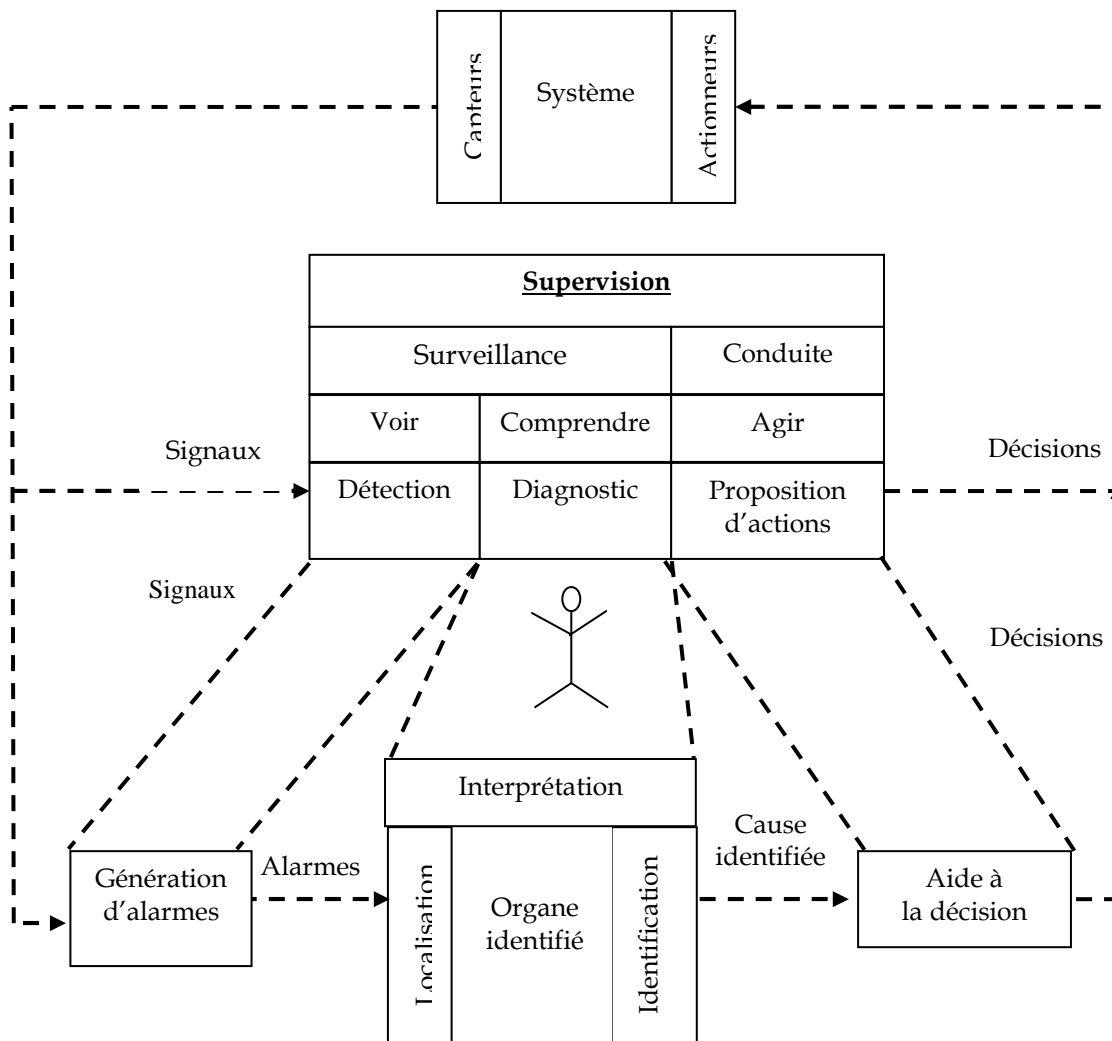 Capteurs
Système
Actionneurs
Supervision
Surveillance
Conduite
Voir
Comprendre
Agir
Signaux
Décisions
Détection
Diagnostic
Proposition
d’actions
Signaux
Décisions
Interprétation
Cause
identifiée
Alarmes
Génération
d’alarmes
Localisation
Organe
identifié
Identification
Aide à
la décision